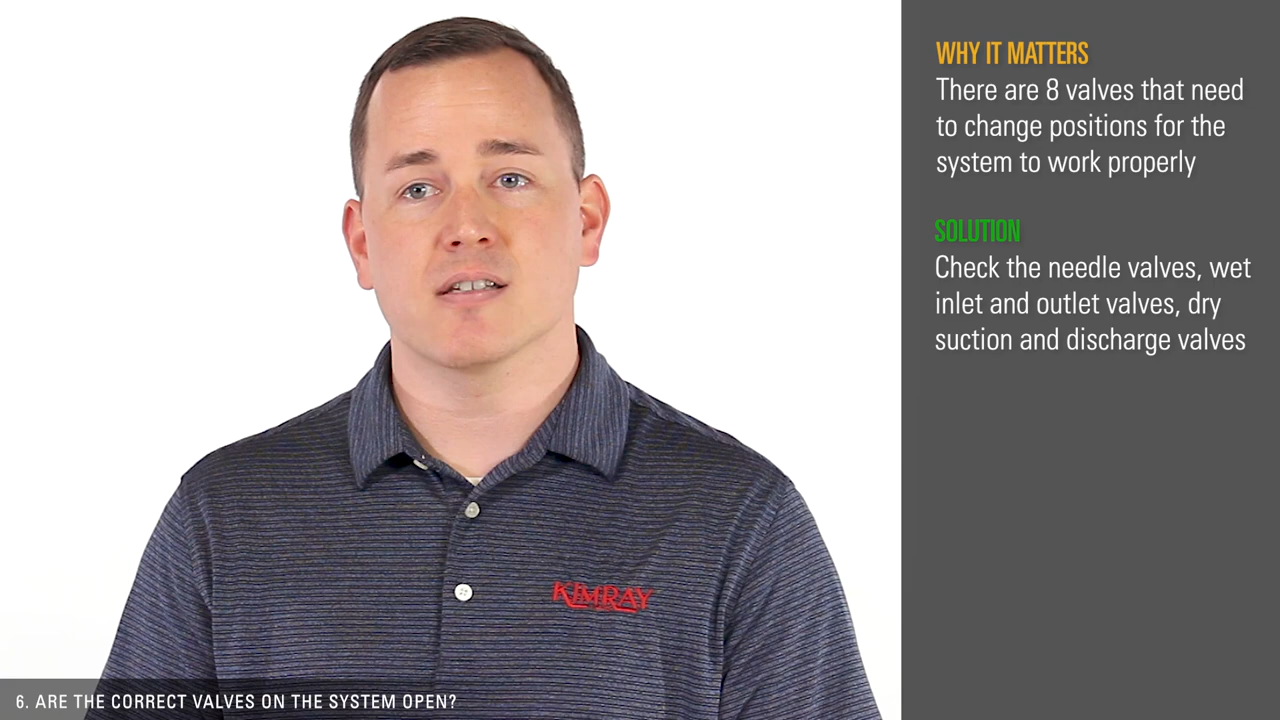 WHY IT MATTERS
There are 8 valves that need
to change positions for the
system to work properly
SOLUTION
Check the needle valves, wet
inlet and outlet valves, dry
suction and discharge valves
KIMRAY
6. ARE THE CORRECT VALVES ON THE SYSTEM OPEN?